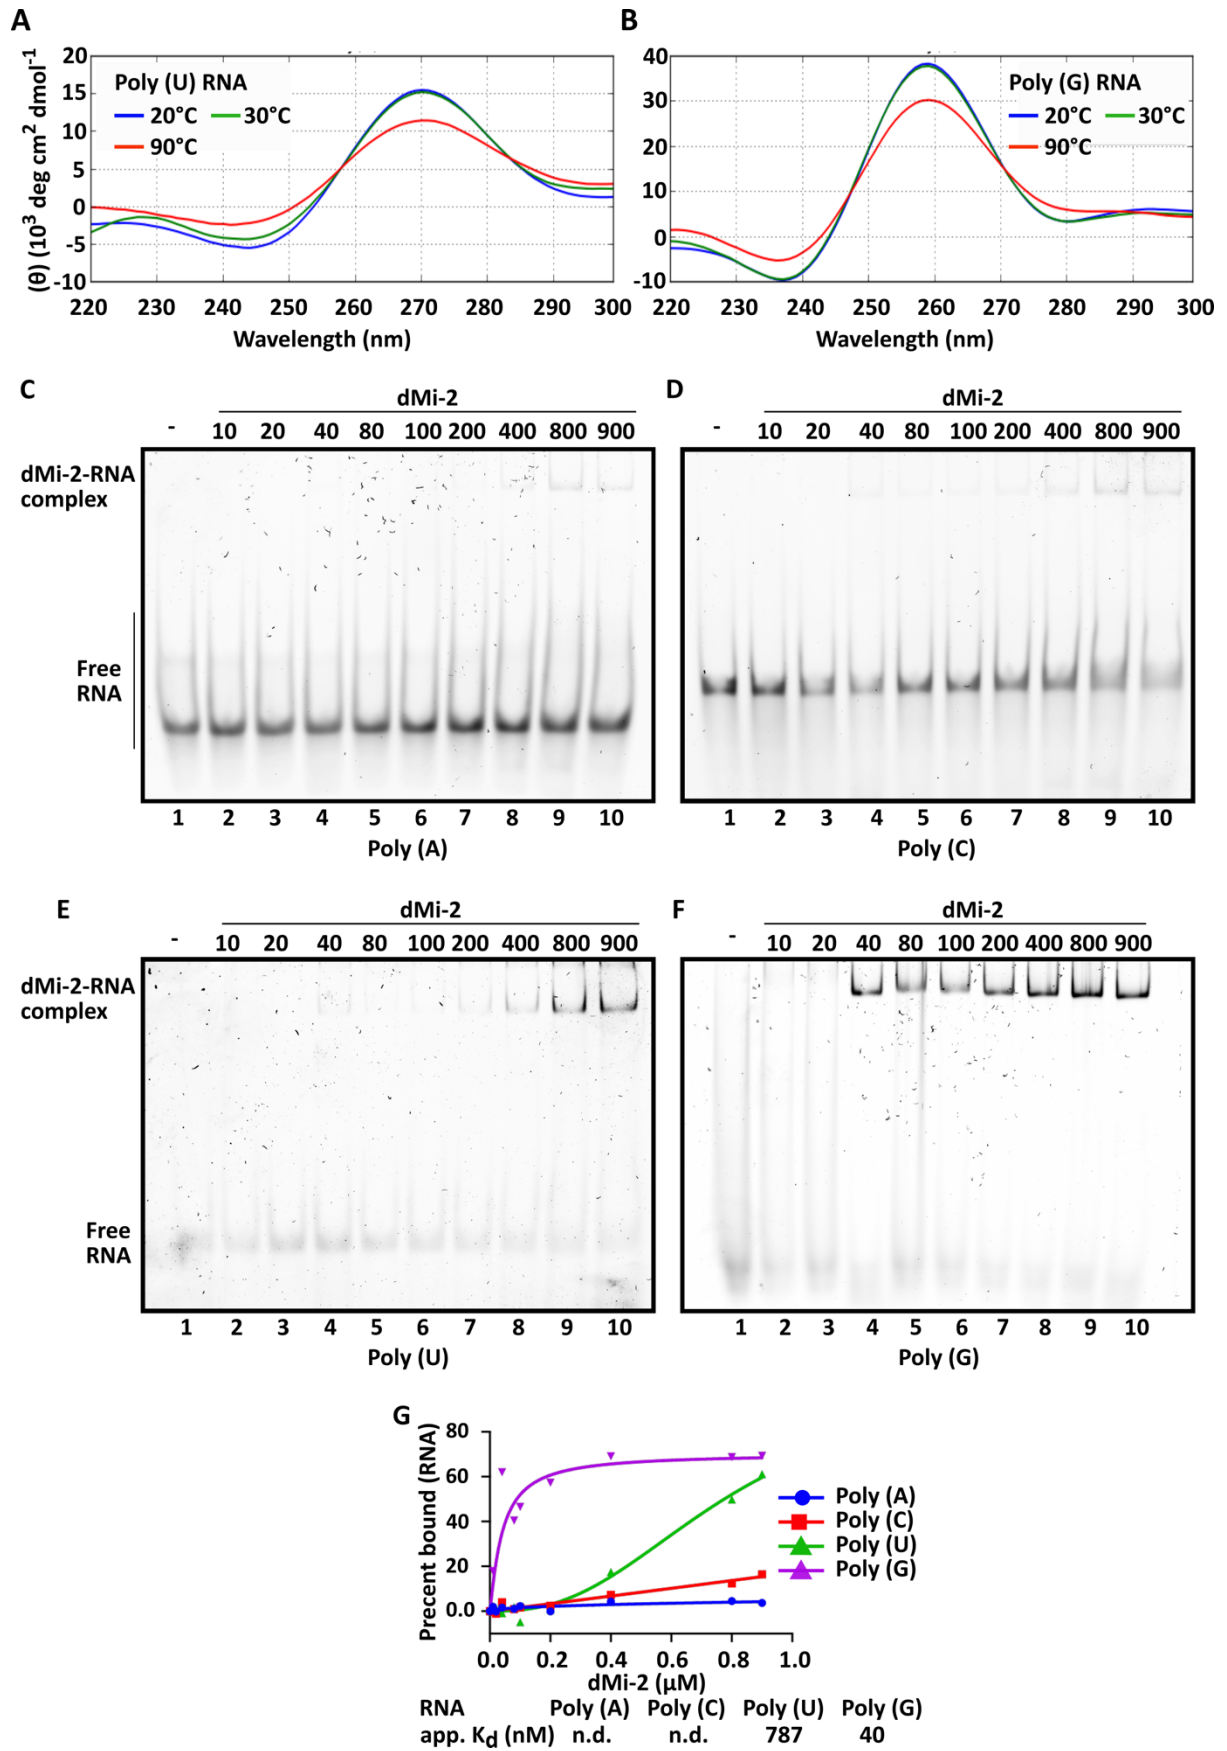 A
20
15
10
5
0
-5
-10
(θ) (10³ deg cm² dmol⁻¹
Poly (U) RNA
20°C 30°C
90°C
220 230 240 250 260 270 280 290 300
Wavelength (nm)
B
40
30
20
10
0
-10
Poly (G) RNA
20°C 30°C
90°C
220 230 240 250 260 270 280 290 300
Wavelength (nm)
C
dMi-2
- 10 20 40 80 100 200 400 800 900
dMi-2-RNA
complex
Free
RNA
1 2 3 4 5 6 7 8 9 10
Poly (A)
D
dMi-2
- 10 20 40 80 100 200 400 800 900
1 2 3 4 5 6 7 8 9 10
Poly (C)
E
dMi-2
- 10 20 40 80 100 200 400 800 900
dMi-2-RNA
complex
Free
RNA
1 2 3 4 5 6 7 8 9 10
Poly (U)
F
dMi-2
- 10 20 40 80 100 200 400 800 900
1 2 3 4 5 6 7 8 9 10
Poly (G)
G
Precent bound (RNA)
80
60
40
20
0.0
0.0 0.2 0.4 0.6 0.8 1.0
dMi-2 (µM)
Poly (A)
Poly (C)
Poly (U)
Poly (G)
RNA Poly (A) Poly (C) Poly (U) Poly (G)
app. Kd (nM) n.d. n.d. 787 40